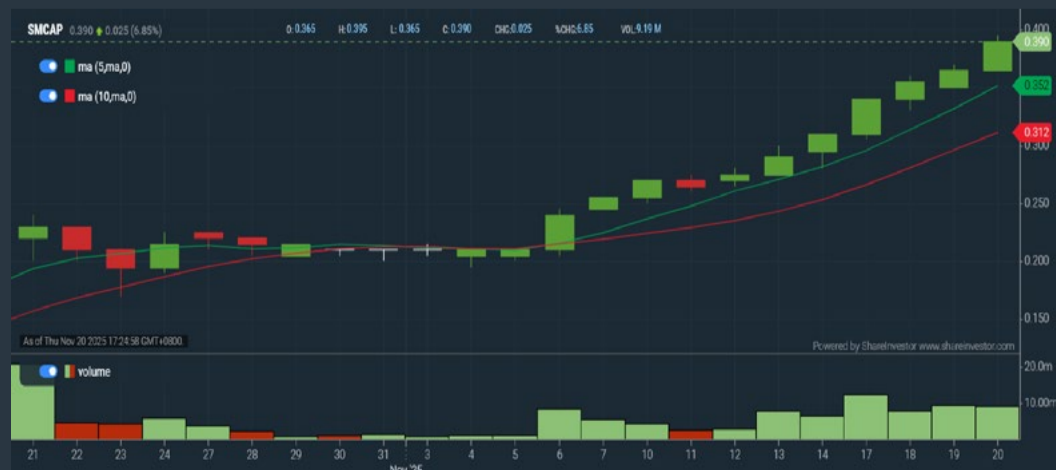 SMCAP 0.390 0.025 (6.85%) O: 0.365 H: 0.395 L: 0.365 C: 0.390 CHG:0.025 %CHG:6.85 VOL:9.19 M
ma (5,ma,0)
ma (10,ma,0)
0.400
0.390
0.352
0.312
0.300
0.250
0.200
0.150
As of Thu Nov 20 2025 17:24:58 GMT+0800
Powered by ShareInvestor www.shareinvestor.com
volume
20.0m
10.00m
21 22 23 24 27 28 29 30 31 3 4 5 6 7 10 11 12 13 14 17 18 19 20
Nov '25